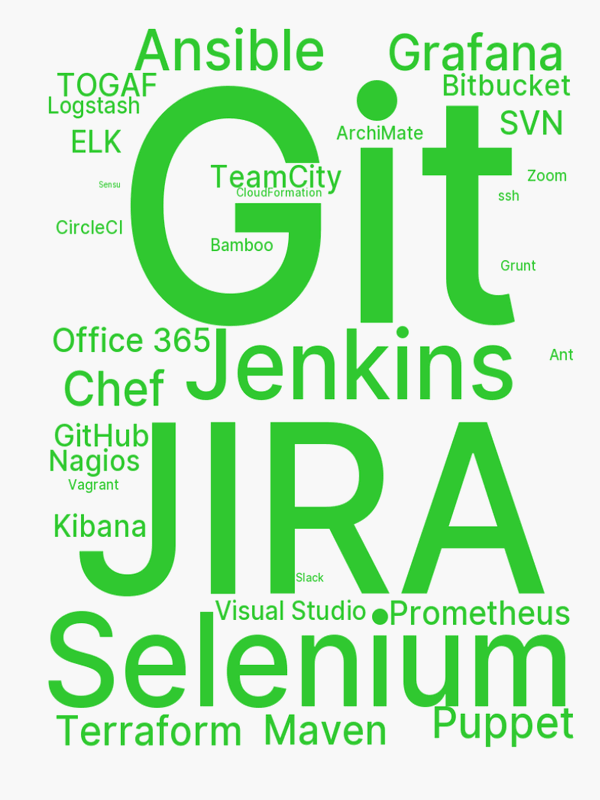 Ansible
Grafana
TOGAF
Bitbucket
Logstash
SVN
ArchiMate
ELK
Git
TeamCity
Zoom
Sensu
CloudFormation
ssh
CircleCI
Bamboo
Grunt
Office 365
Jenkins
Ant
Chef
GitHub
Nagios
JIRA
Vagrant
Kibana
Slack
Visual Studio
Prometheus
Selenium
Terraform
Maven
Puppet